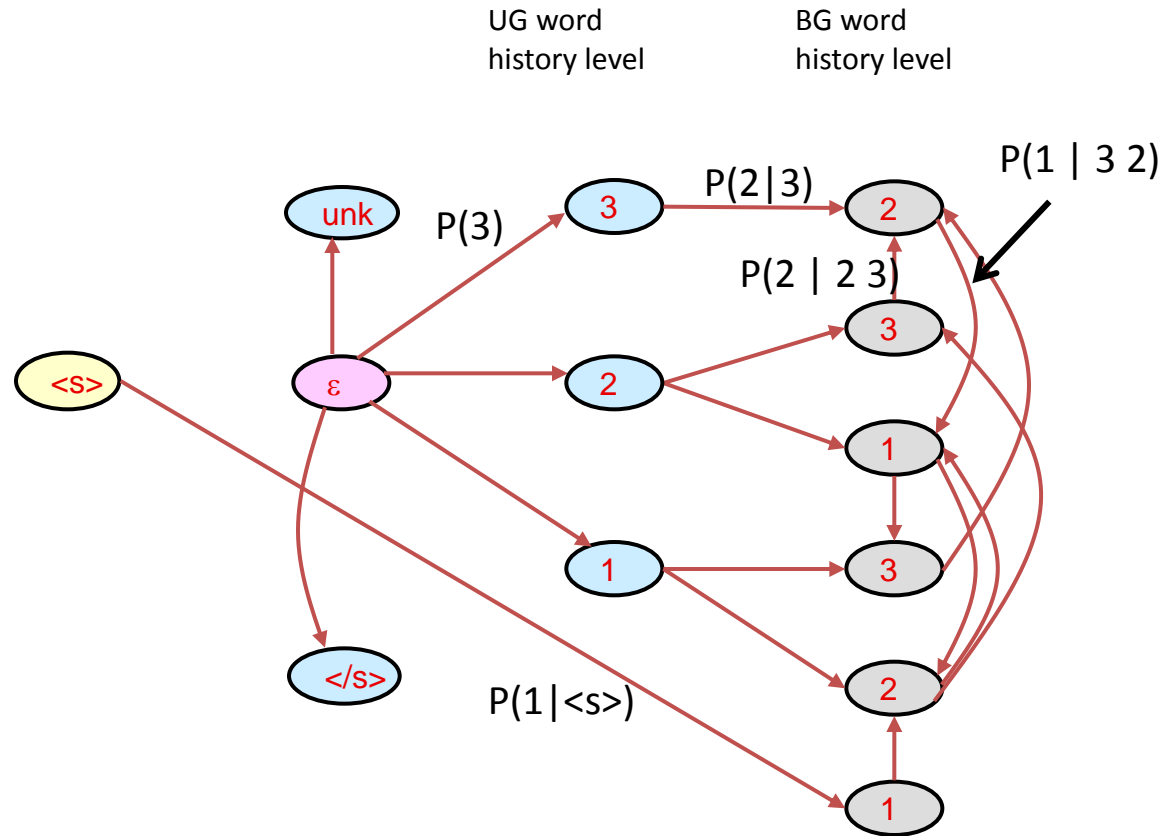 UG word
history level
BG word
history level
P(1 | 3 2)
P(2|3)
unk
3
2
P(3)
P(2 | 2 3)
3
<s>
ε
2
1
1
3
</s>
2
P(1|<s>)
1